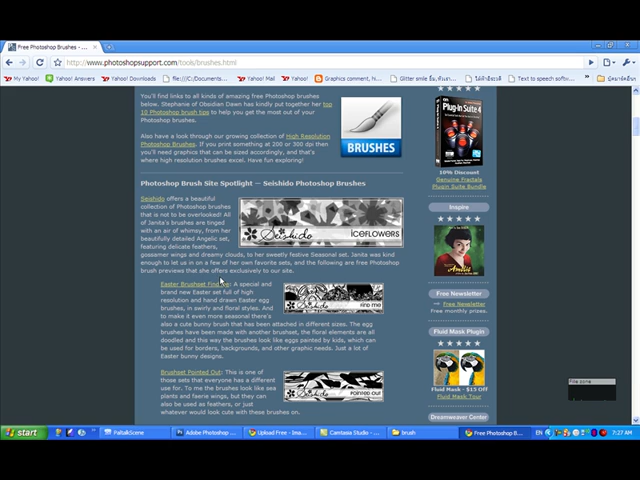 Free Photoshop Brushes - ...
http://www.photoshopsupport.com/tools/brushes.html
My Yahoo!
Yahoo! Answers
Yahoo! Downloads
file:///C:/Documents...
Graphics comment, hi...
Text to speech softw...
You'll find links to all kinds of amazing free Photoshop brushes
below. Stephanie of Obsidian Dawn has kindly put together her top
10 Photoshop brush tips to help you get the most out of your
Photoshop brushes.
BRUSHES
Also have a look through our growing collection of High Resolution
Photoshop Brushes. If you print something at 200 or 300 dpi then
you'll need graphics that can be sized accordingly, and that's
where high resolution brushes excel. Have fun exploring!
Photoshop Brush Site Spotlight — Seishido Photoshop Brushes
Seishido offers a beautiful
collection of Photoshop brushes
that is not to be overlooked! All
of Janita's brushes are tinged
with an air of whimsy, from her
beautifully detailed Angelic set,
featuring delicate feathers,
gossamer wings and dreamy clouds, to her sweetly festive Seasonal set. Janita was kind
enough to let us in on a few of her own favorite sets, and the following are free Photoshop
brush previews that she offers exclusively to our site.
Seishido
ICEFLOWERS
Easter Brushset Find Me: A special and
brand new Easter set full of high
resolution and hand drawn Easter egg
brushes, in swirly and floral styles. And
to make it even more seasonal there's
also a cute bunny brush that has been attached in different sizes. The egg
brushes have been made with another brushset, the floral elements are all
doodled and this way the brushes look like eggs painted by kids, which can
be used for borders, backgrounds, and other graphic needs. Just a lot of
Easter bunny designs.
Seishido
FIND ME
Brushset Pointed Out: This is one of
those sets that everyone has a different
use for. To me the brushes look like sea
plants and faerie wings, but they can
also be used as feathers, or just
whatever would look cute with these brushes on.
Seishido
POINTED OUT
Plug-In Suite 4
10% Discount
Genuine Fractals
Plugin Suite Bundle
Inspire
Amélie
Free Newsletter
Free Newsletter
Free monthly prizes.
Fluid Mask Plugin
Fluid Mask - $15 Off
Fluid Mask Tour
Dreamweaver Center
start
PaltalkScene
Adobe Photoshop ...
Upload Free - Ima...
Camtasia Studio - ...
brush
Free Photoshop B...
EN
7:27 AM